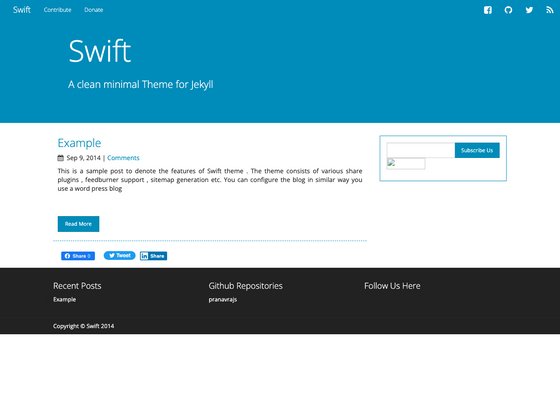 Swift Contribute Donate
Swift
A clean minimal Theme for Jekyll
Example
Sep 9, 2014 | Comments
This is a sample post to denote the features of Swift theme . The theme consists of various share
plugins , feedburner support , sitemap generation etc. You can configure the blog in similar way you
use a word press blog
Read More
Subscribe Us
Share 0 Tweet Share
Recent Posts Github Repositories Follow Us Here
Example pranavrajs
Copyright © Swift 2014